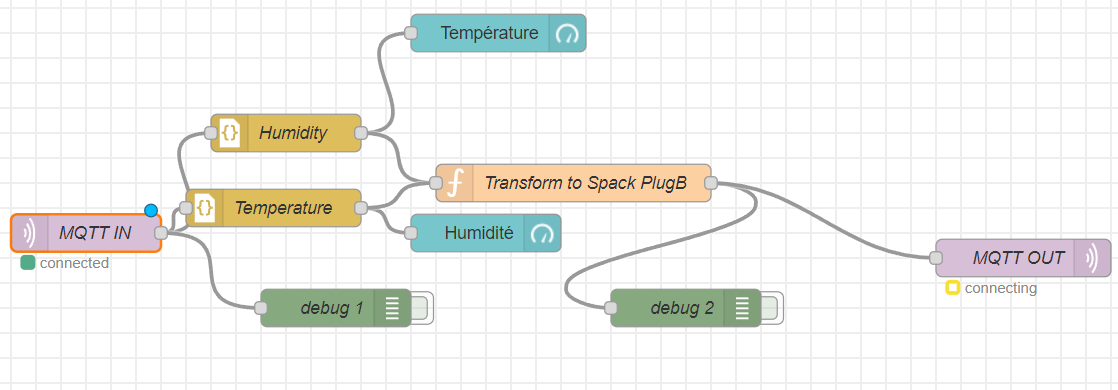 Température
Humidity
Transform to Spack PlugB
Temperature
MQTT IN
Humidité
connected
MQTT OUT
connecting
debug 1
debug 2